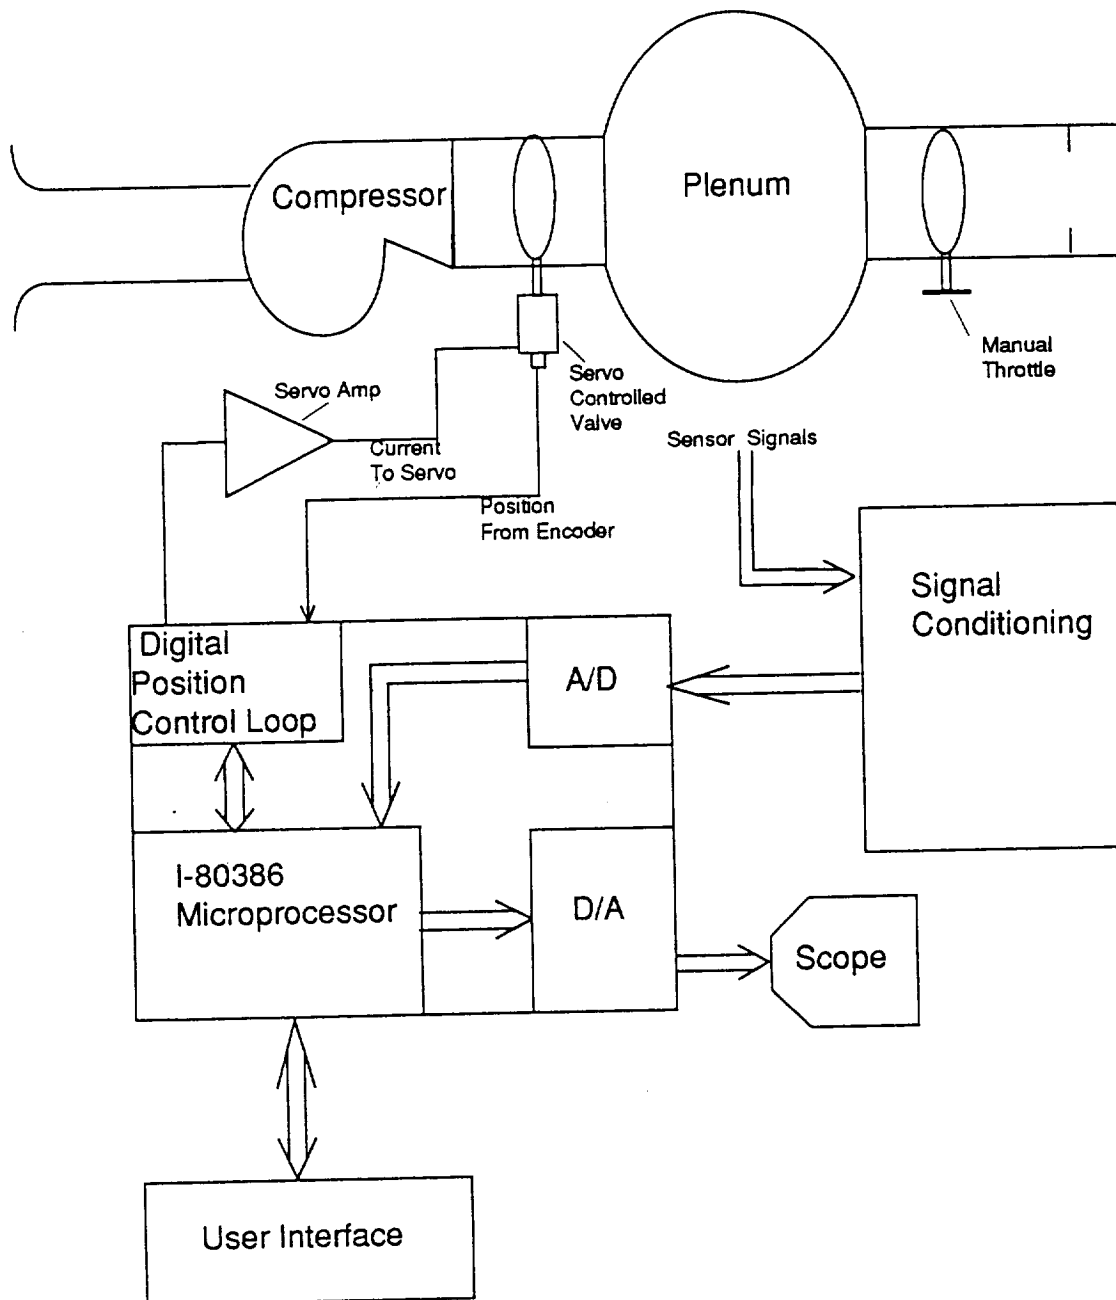 Compressor
Plenum
Manual
Throttle
Servo
Controlled
Valve
Servo Amp
Current
To Servo
Sensor Signals
Position
From Encoder
Signal
Conditioning
Digital
Position
Control Loop
A/D
I-80386
Microprocessor
D/A
Scope
User Interface